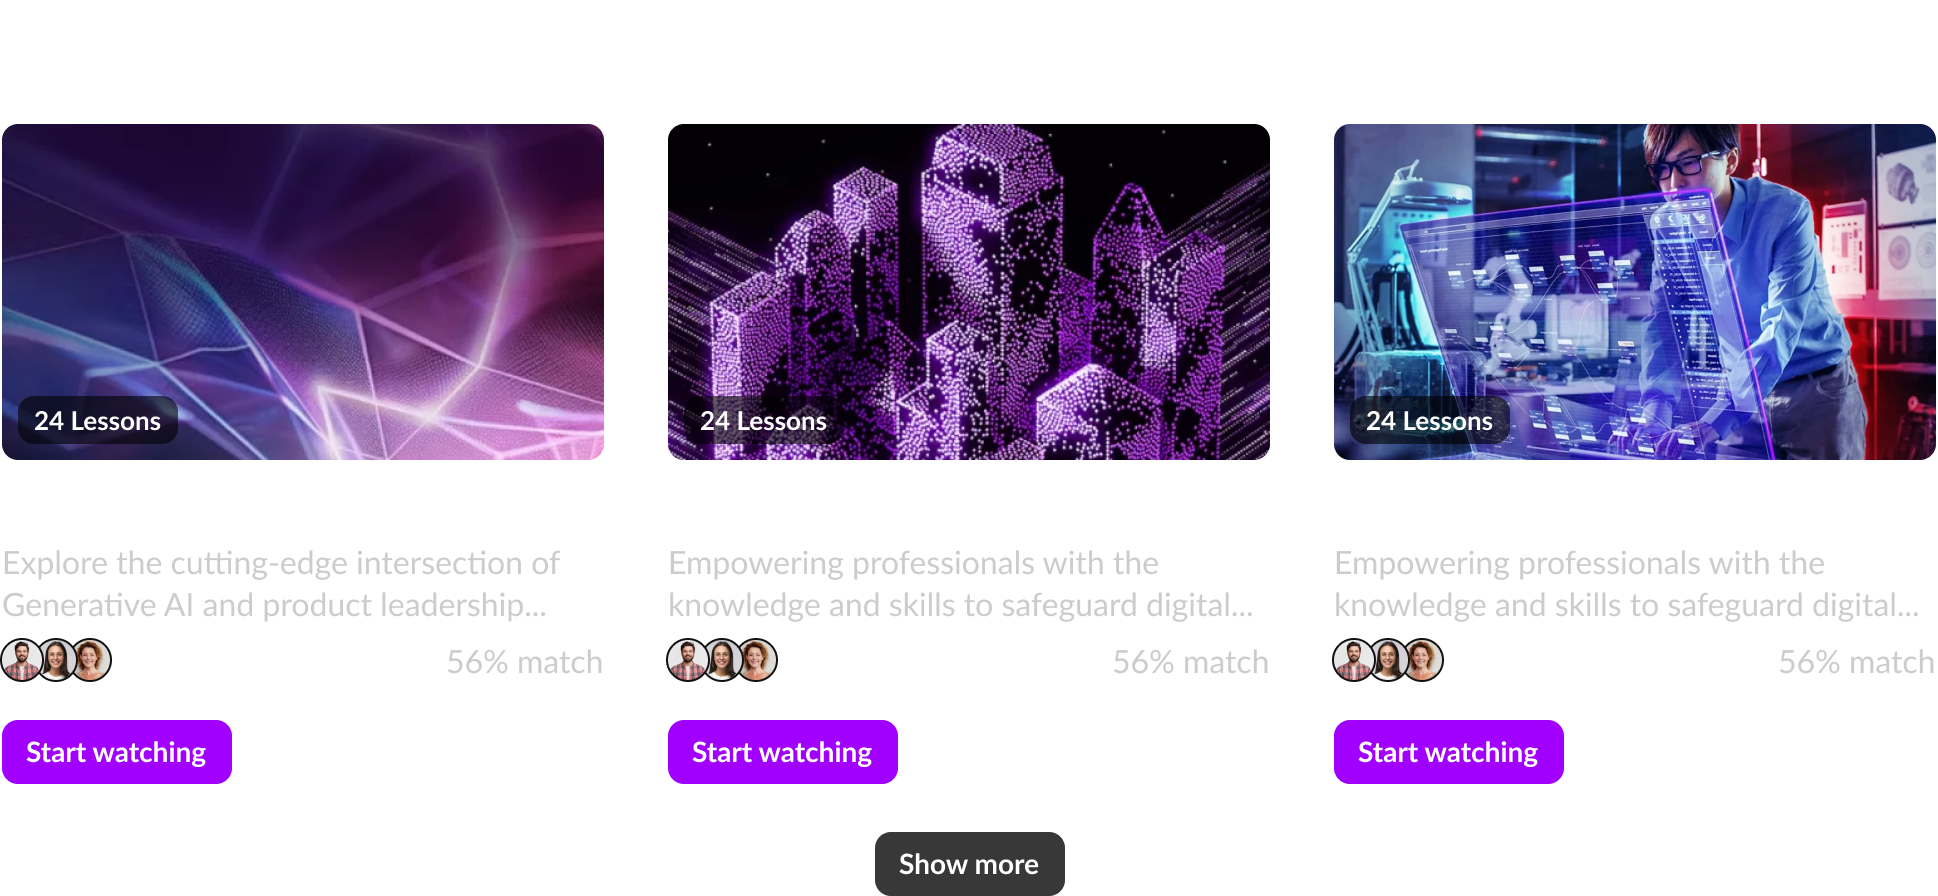 24 Lessons
24 Lessons
24 Lessons
Explore the cutting-edge intersection of
Generative AI and product leadership...
Empowering professionals with the
knowledge and skills to safeguard digital...
Empowering professionals with the
knowledge and skills to safeguard digital...
56% match
56% match
56% match
Start watching
Start watching
Start watching
Show more